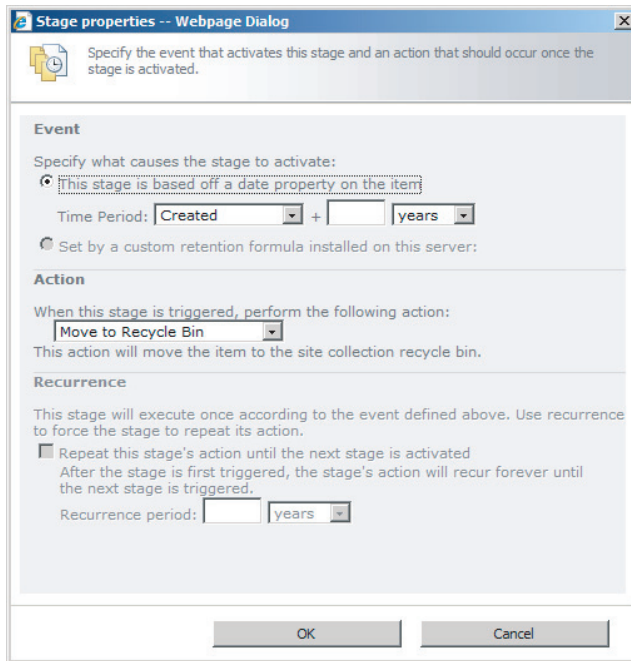 Stage properties -- Webpage Dialog
Specify the event that activates this stage and an action that should occur once the
stage is activated.
Event
Specify what causes the stage to activate:
This stage is based off a date property on the item
Time Period: Created + years
Set by a custom retention formula installed on this server:
Action
When this stage is triggered, perform the following action:
Move to Recycle Bin
This action will move the item to the site collection recycle bin.
Recurrence
This stage will execute once according to the event defined above. Use recurrence
to force the stage to repeat its action.
Repeat this stage's action until the next stage is activated
After the stage is first triggered, the stage's action will recur forever until
the next stage is triggered.
Recurrence period: years
OK Cancel